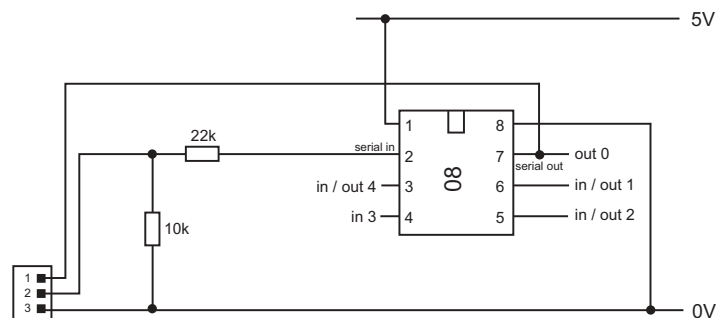 5V
22k
serial in
1
2
3
4
08
8
7
6
5
out 0
serial out
in / out 1
in / out 2
in / out 4
in 3
10k
1
2
3
0V